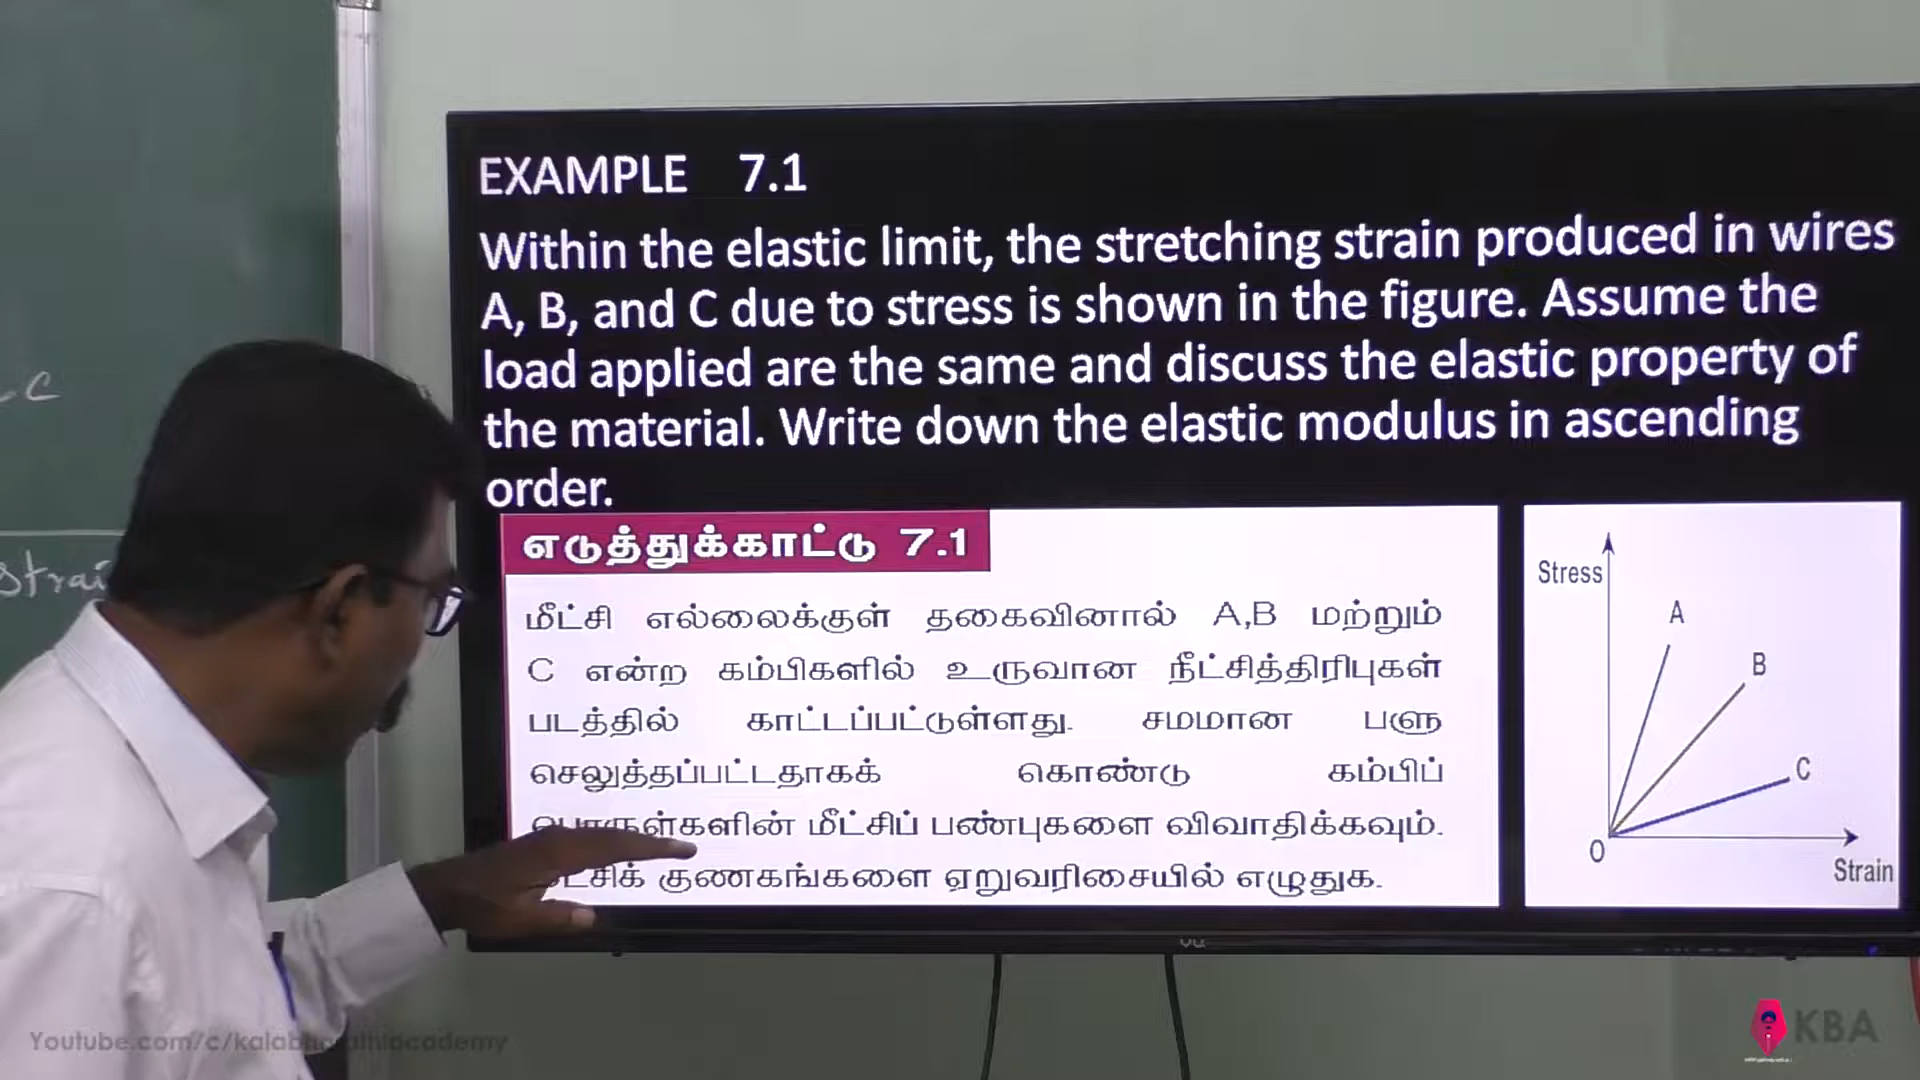 EXAMPLE 7.1
Within the elastic limit, the stretching strain produced in wires
A, B, and C due to stress is shown in the figure. Assume the
load applied are the same and discuss the elastic property of
the material. Write down the elastic modulus in ascending
order.
எடுத்துக்காட்டு 7.1
மீட்சி எல்லைக்குள் தகைவினால் A,B மற்றும்
C என்ற கம்பிகளில் உருவான நீட்சித்திரிபுகள்
படத்தில் காட்டப்பட்டுள்ளது. சமமான பளு
செலுத்தப்பட்டதாகக் கொண்டு கம்பிப்
மீட்சிப் பண்புகளை விவாதிக்கவும்.
குணகங்களை ஏறுவரிசையில் எழுதுக.
Stress
A
B
C
O
Strain
C
VU
KBA